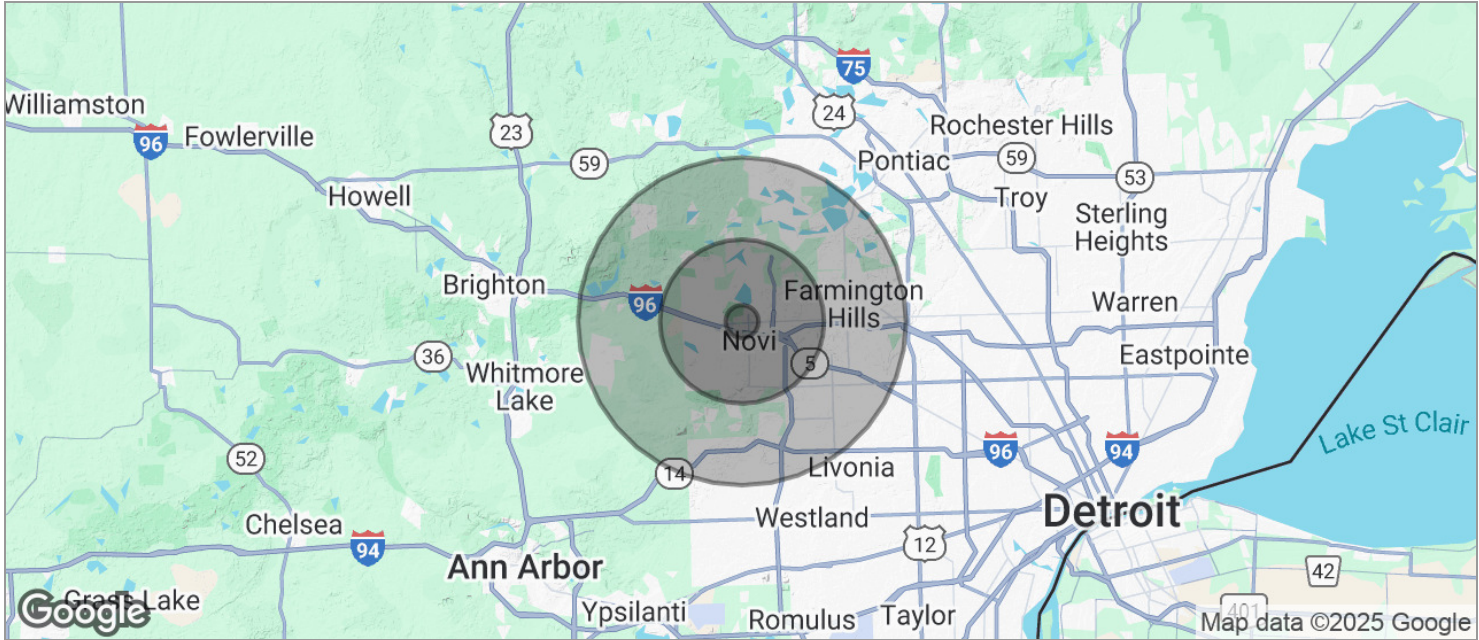 75
Williamston
24
Rochester Hills
23
96
Fowlerville
Pontiac
59
59
53
Howell
Troy
Sterling
Heights
Brighton
96
Farmington
Hills
Warren
Novi
36
5
Eastpointe
Whitmore
Lake
Lake St Clair
52
14
Livonia
96
94
Chelsea
Westland
Detroit
94
12
Ann Arbor
42
Grass Lake
Google
Ypsilanti
Romulus
Taylor
401
Map data ©2025 Google